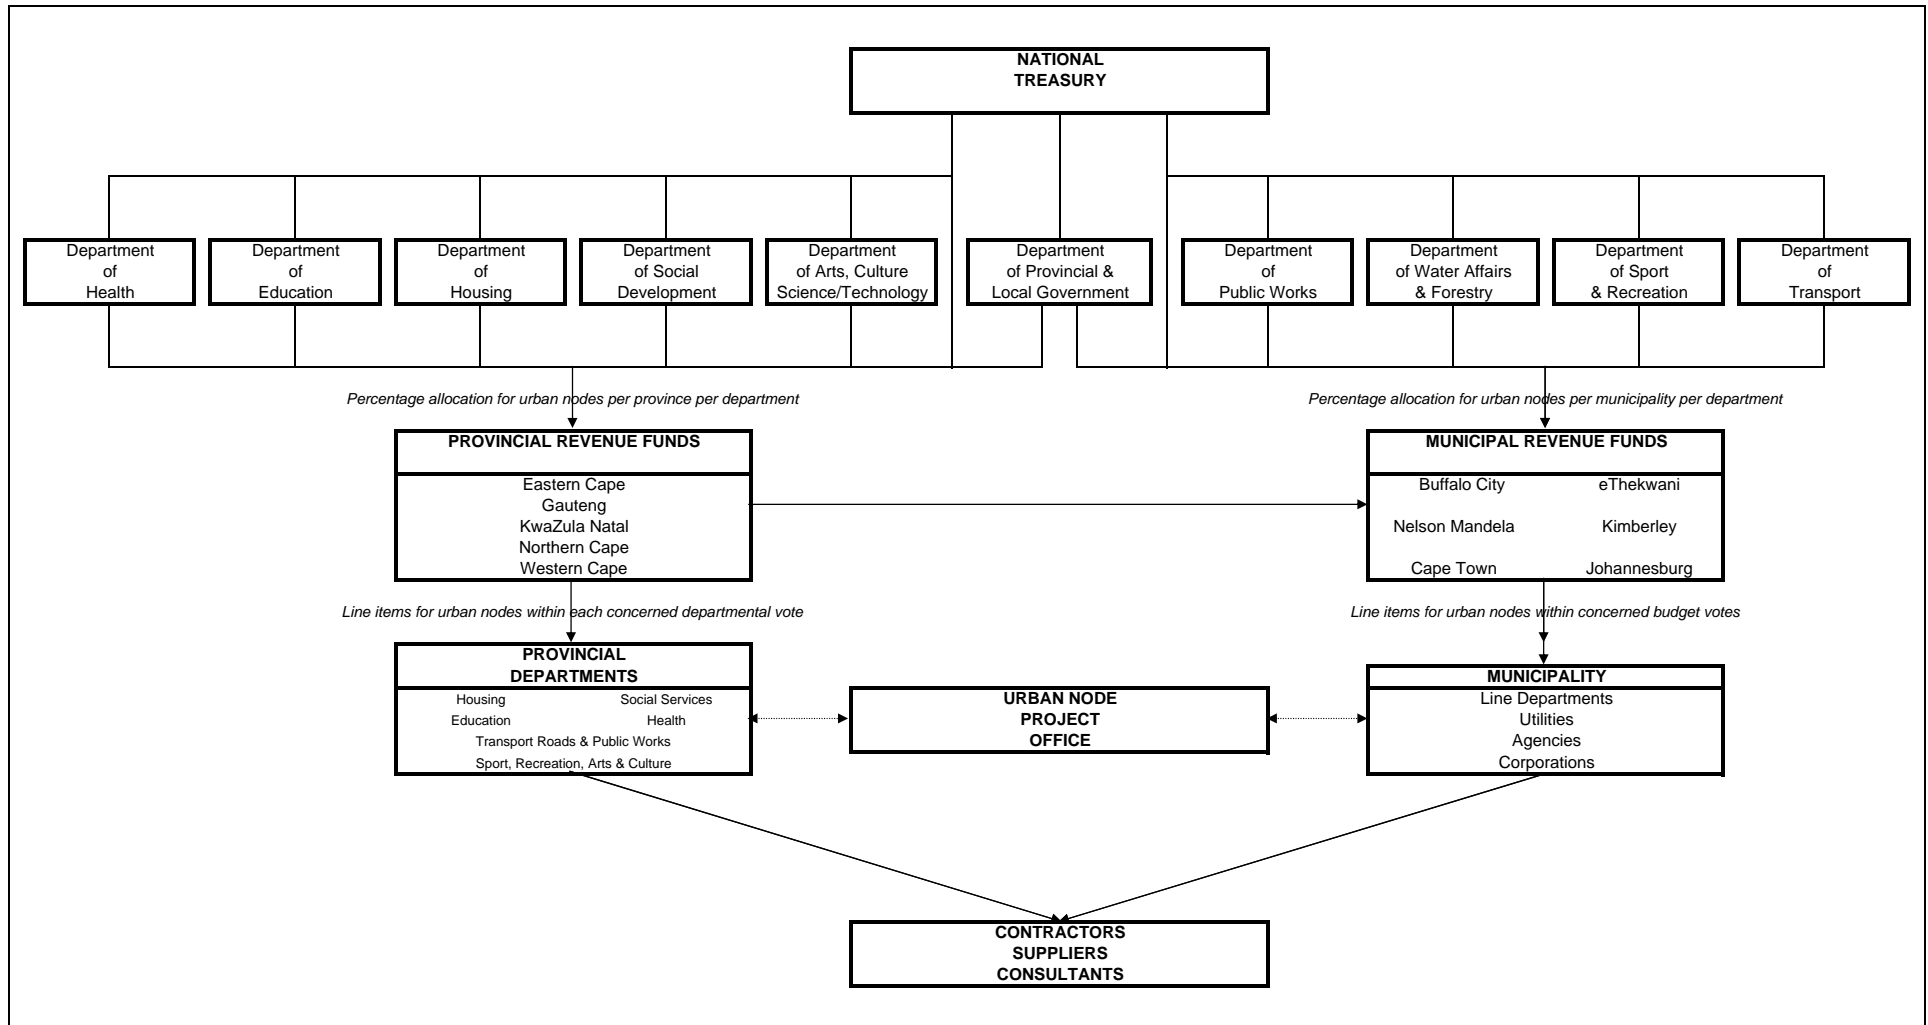 NATIONAL
TREASURY
Department
of
Health
Department
of
Education
Department
of
Housing
Department
of Social
Development
Department
of Arts, Culture
Science/Technology
Department
of Provincial &
Local Government
Department
of
Public Works
Department
of Water Affairs
& Forestry
Department
of Sport
& Recreation
Department
of
Transport
Percentage allocation for urban nodes per province per department
Percentage allocation for urban nodes per municipality per department
PROVINCIAL REVENUE FUNDS
Eastern Cape
Gauteng
KwaZula Natal
Northern Cape
Western Cape
MUNICIPAL REVENUE FUNDS
Buffalo City eThekwani
Nelson Mandela Kimberley
Cape Town Johannesburg
Line items for urban nodes within each concerned departmental vote
Line items for urban nodes within concerned budget votes
PROVINCIAL
DEPARTMENTS
Housing Social Services
Education Health
Transport Roads & Public Works
Sport, Recreation, Arts & Culture
URBAN NODE
PROJECT
OFFICE
MUNICIPALITY
Line Departments
Utilities
Agencies
Corporations
CONTRACTORS
SUPPLIERS
CONSULTANTS